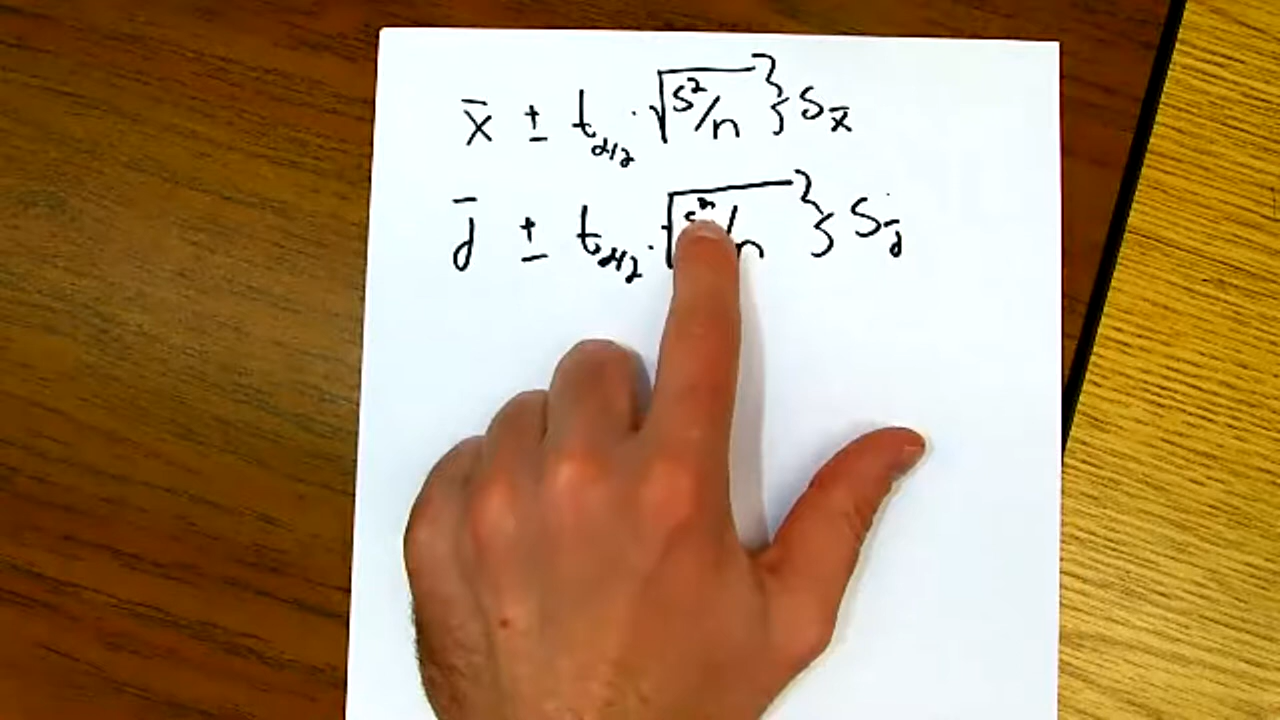 x̄ ± t_{α/2} · √(s²/n) } s_x̄
d̄ ± t_{α/2} · √(s²/n) } s_d̄